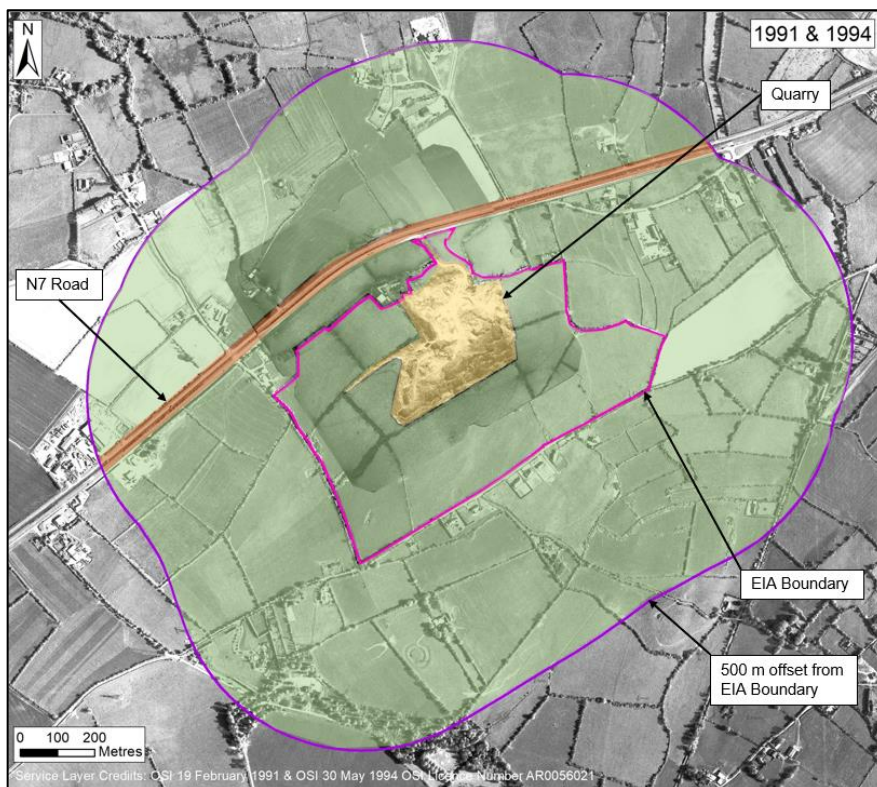 N
1991 & 1994
Quarry
N7 Road
EIA Boundary
500 m offset from
EIA Boundary
0 100 200
Metres
Service Layer Credits: OSI 19 February 1991 & OSI 30 May 1994 OSI Licence Number AR0056021